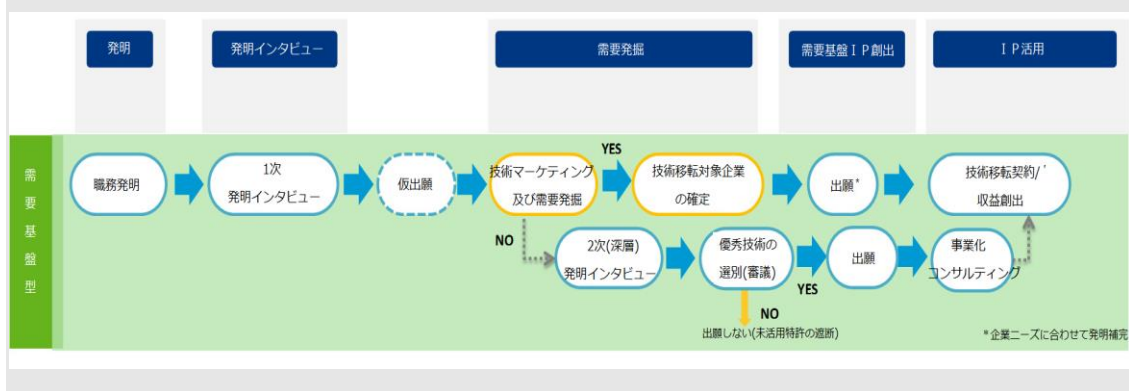 発明
発明インタビュー
需要発掘
需要基盤ＩＰ創出
ＩＰ活用
需要基盤型
職務発明
1次
発明インタビュー
仮出願
技術マーケティング
及び需要発掘
YES
技術移転対象企業
の確定
出願*
技術移転契約/*
収益創出
NO
2次(深層)
発明インタビュー
優秀技術の
選別(審議)
YES
出願
事業化
コンサルティング
NO
出願しない(未活用特許の遮断)
*企業ニーズに合わせて発明補完